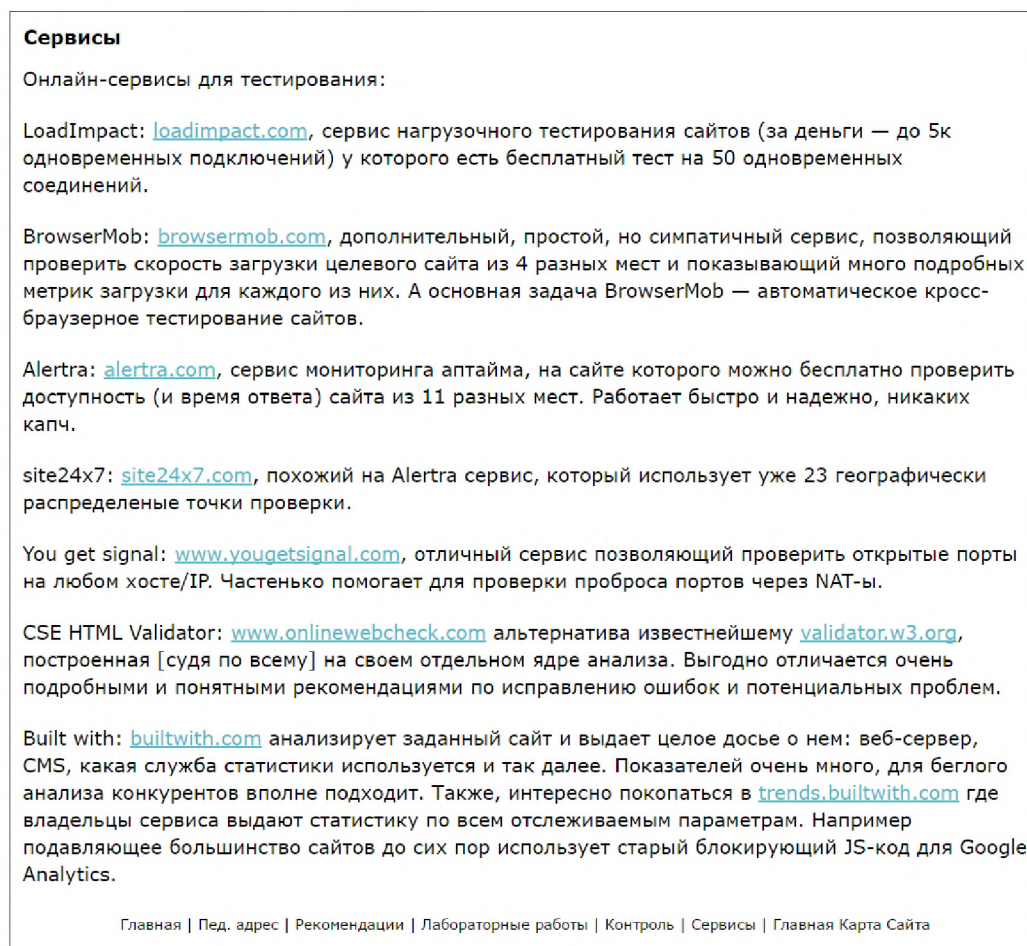 Сервисы
Онлайн-сервисы для тестирования:
LoadImpact: loadimpact.com, сервис нагрузочного тестирования сайтов (за деньги — до 5к
одновременных подключений) у которого есть бесплатный тест на 50 одновременных
соединений.
BrowserMob: browsermob.com, дополнительный, простой, но симпатичный сервис, позволяющий
проверить скорость загрузки целевого сайта из 4 разных мест и показывающий много подробных
метрик загрузки для каждого из них. А основная задача BrowserMob — автоматическое кросс-
браузерное тестирование сайтов.
Alertra: alertra.com, сервис мониторинга аптайма, на сайте которого можно бесплатно проверить
доступность (и время ответа) сайта из 11 разных мест. Работает быстро и надежно, никаких
капч.
site24x7: site24x7.com, похожий на Alertra сервис, который использует уже 23 географически
распределеные точки проверки.
You get signal: www.yougetsignal.com, отличный сервис позволяющий проверить открытые порты
на любом хосте/IP. Частенько помогает для проверки проброса портов через NAT-ы.
CSE HTML Validator: www.onlinewebcheck.com альтернатива известнейшему validator.w3.org,
построенная [судя по всему] на своем отдельном ядре анализа. Выгодно отличается очень
подробными и понятными рекомендациями по исправлению ошибок и потенциальных проблем.
Built with: builtwith.com анализирует заданный сайт и выдает целое досье о нем: веб-сервер,
CMS, какая служба статистики используется и так далее. Показателей очень много, для беглого
анализа конкурентов вполне подходит. Также, интересно покопаться в trends.builtwith.com где
владельцы сервиса выдают статистику по всем отслеживаемым параметрам. Например
подавляющее большинство сайтов до сих пор использует старый блокирующий JS-код для Google
Analytics.
Главная | Пед. адрес | Рекомендации | Лабораторные работы | Контроль | Сервисы | Главная Карта Сайта